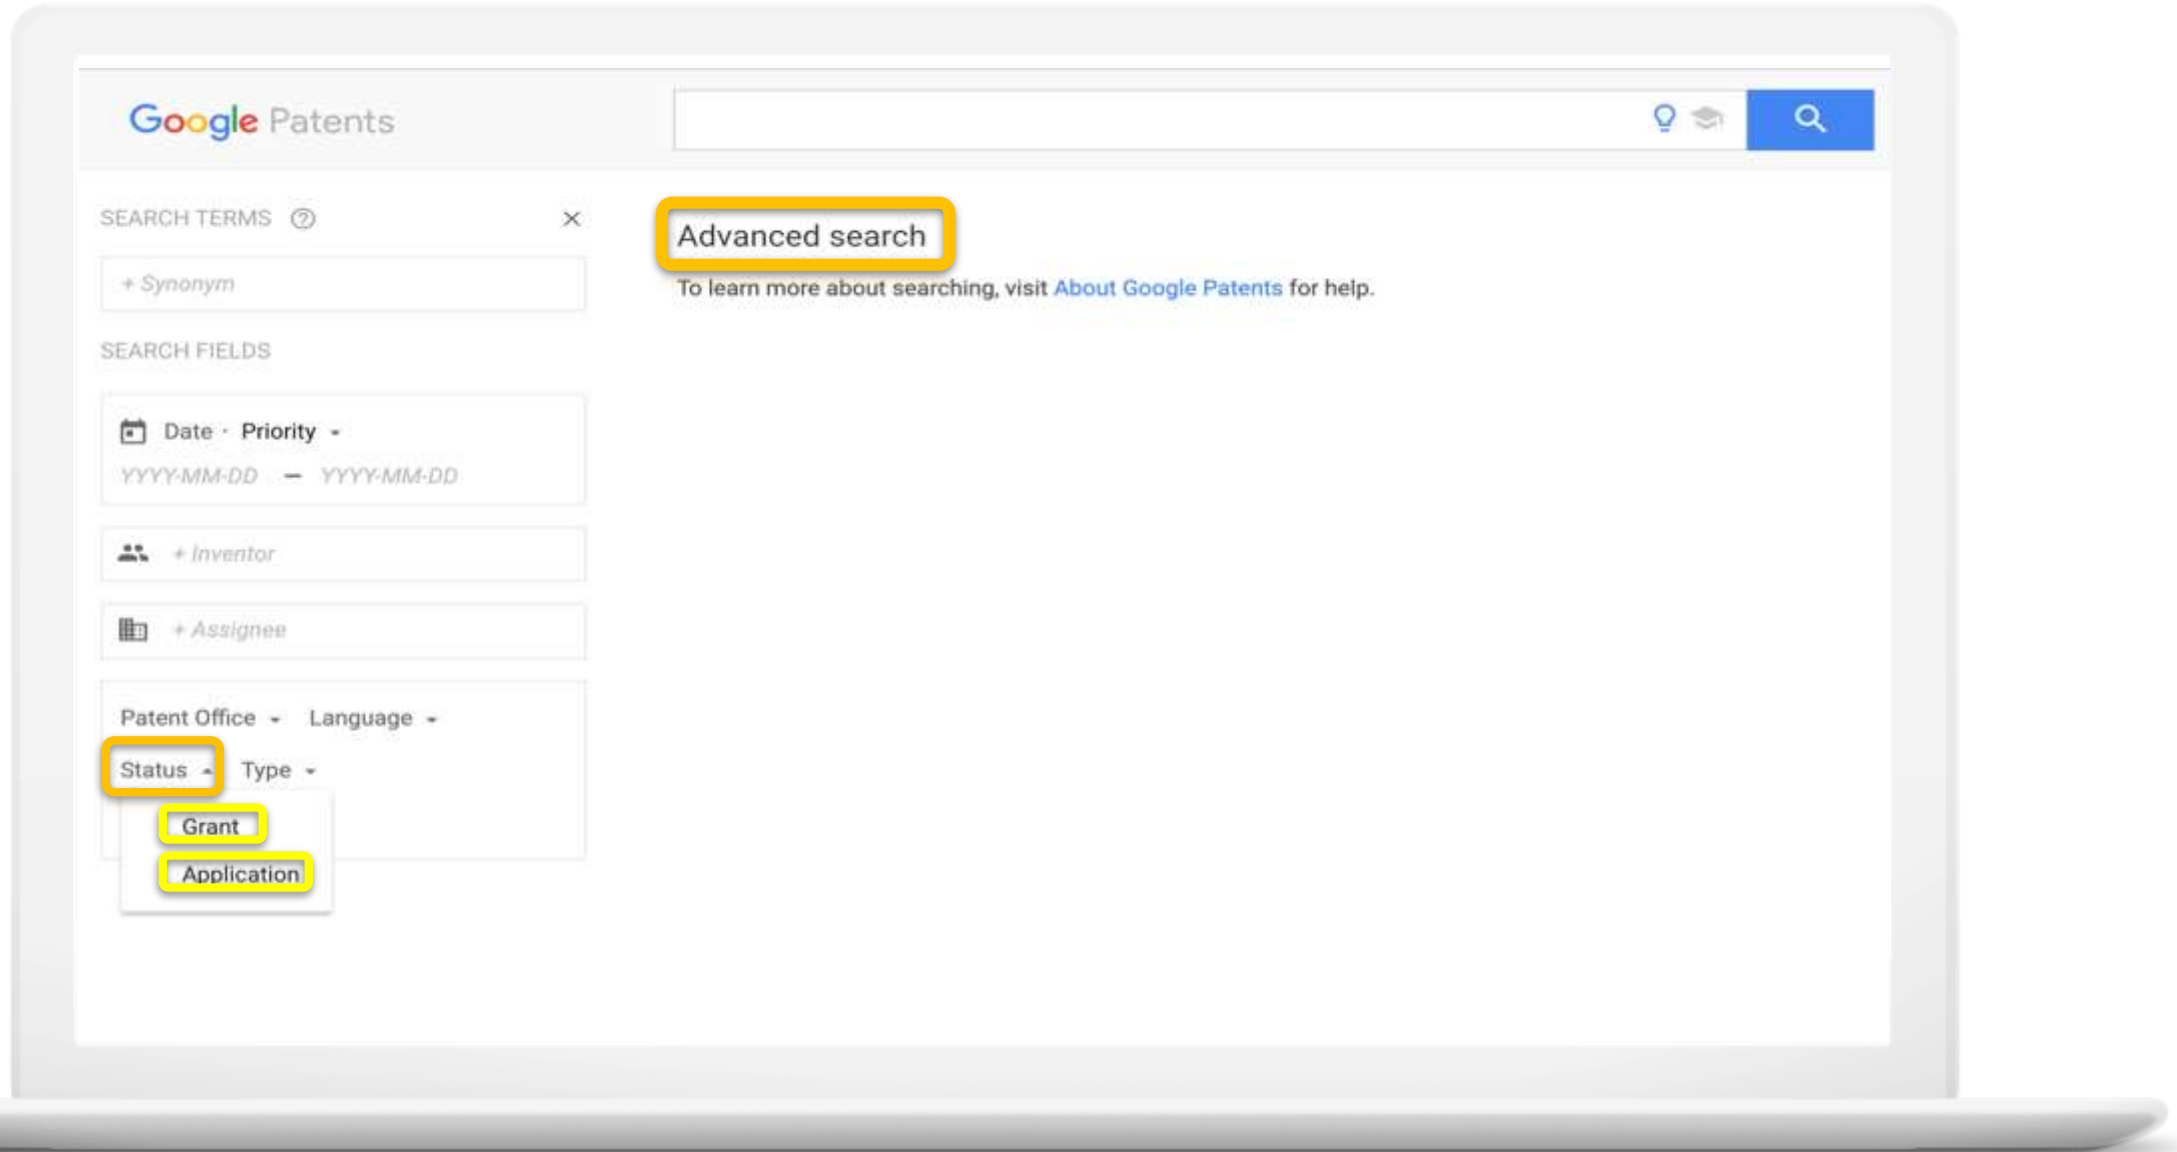 Google Patents
SEARCH TERMS
+ Synonym
SEARCH FIELDS
Date · Priority
YYYY-MM-DD — YYYY-MM-DD
+ Inventor
+ Assignee
Patent Office Language
Status Type
Grant
Application
Advanced search
To learn more about searching, visit About Google Patents for help.